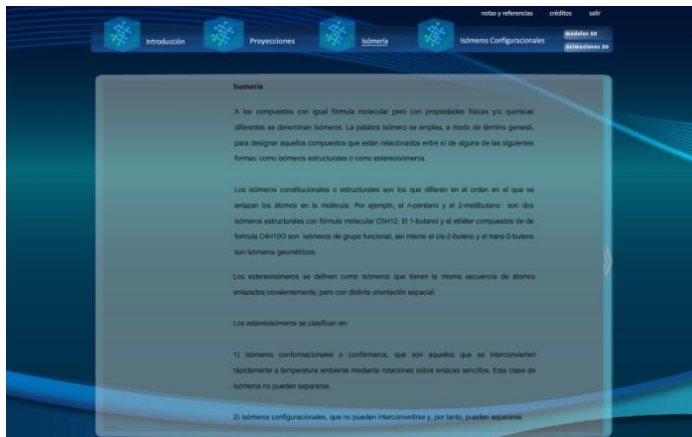 notas y referencias créditos salir
Introducción Proyecciones Isómería Isómeros Configuracionales
modelos 3D
animaciones 3D
Isomería
A los compuestos con igual fórmula molecular pero con propiedades físicas y/o químicas
diferentes se denominan isómeros. La palabra isómero se emplea, a modo de término general,
para designar aquellos compuestos que están relacionados entre sí de alguna de las siguientes
formas: como isómeros estructurales o como estereoisómeros.
Los isómeros constitucionales o estructurales son los que difieren en el orden en el que se
enlazan los átomos en la molécula. Por ejemplo, el n-pentano y el 2-metilbutano son dos
isómeros estructurales con fórmula molecular C5H12. El 1-butanol y el etiléter compuestos de de
formula C4H10O son isómeros de grupo funcional, así mismo el cis-2-buteno y el trans-2-buteno
son isómeros geométricos.
Los estereoisómeros se definen como isómeros que tienen la misma secuencia de átomos
enlazados covalentemente, pero con distinta orientación espacial.
Los estereoisómeros se clasifican en:
1) Isómeros conformacionales o confórmeros, que son aquellos que se interconvierten
rápidamente a temperatura ambiente mediante rotaciones sobre enlaces sencillos. Esta clase de
isómeros no pueden separarse.
2) Isómeros configuracionales, que no pueden interconvertirse y, por tanto, pueden separarse.